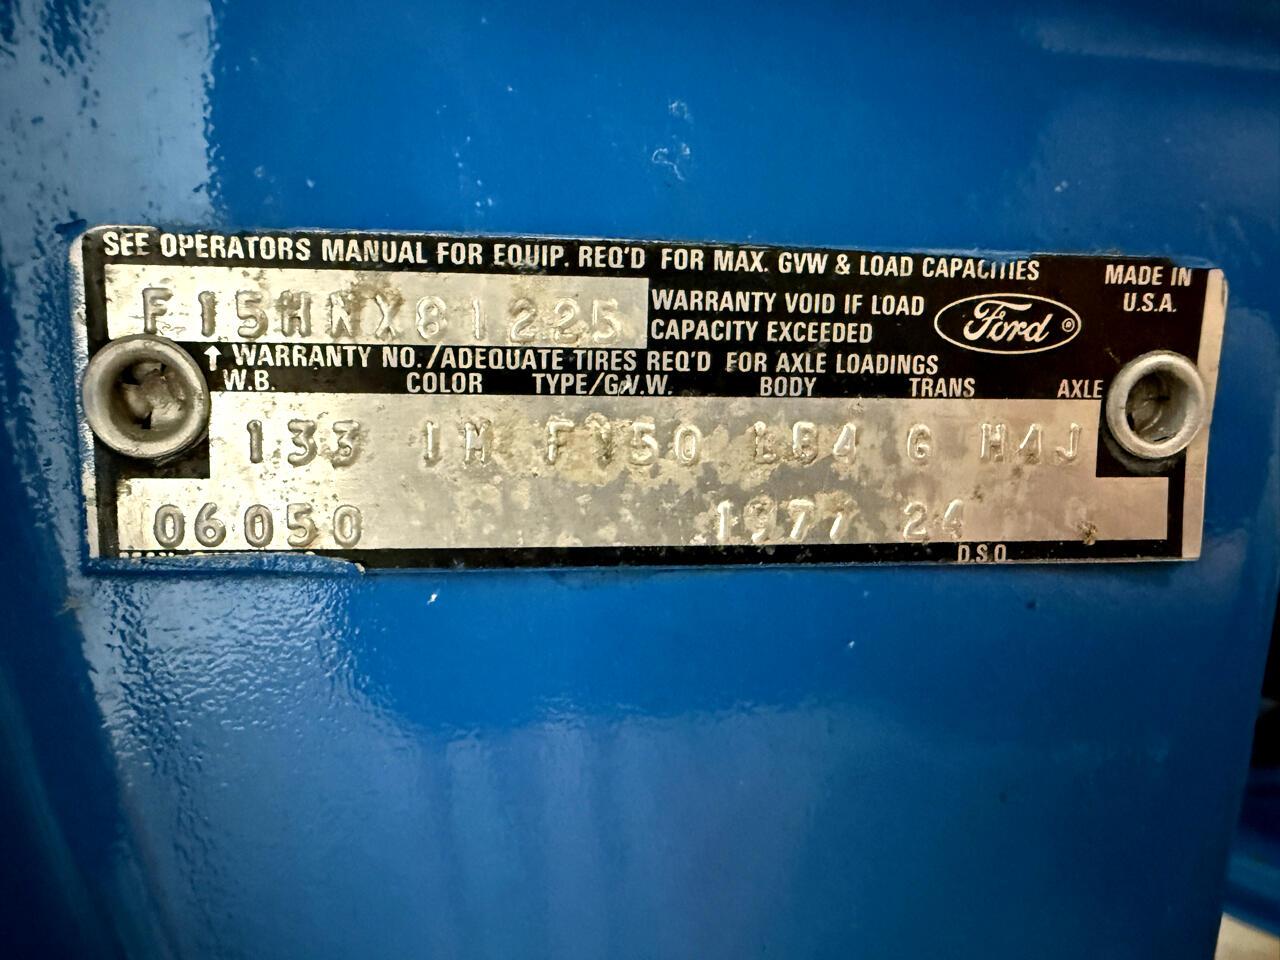 SEE OPERATORS MANUAL FOR EQUIP. REQ'D FOR MAX. GVW & LOAD CAPACITIES
MADE IN U.S.A.
F15HNX81225
WARRANTY VOID IF LOAD CAPACITY EXCEEDED
Ford ®
↑ WARRANTY NO./ADEQUATE TIRES REQ'D FOR AXLE LOADINGS
W.B. COLOR TYPE/G.V.W. BODY TRANS AXLE
133 1M F150 G H4J
06050 1977 24
D.S.O.